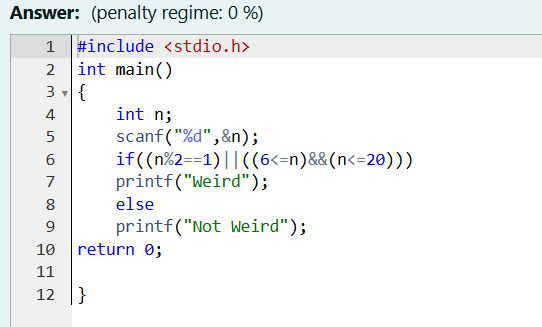 Answer: (penalty regime: 0 %)
1 #include <stdio.h>
2 int main()
3 {
4 int n;
5 scanf("%d",&n);
6 if((n%2==1)||((6<=n)&&(n<=20)))
7 printf("Weird");
8 else
9 printf("Not Weird");
10 return 0;
11
12 }